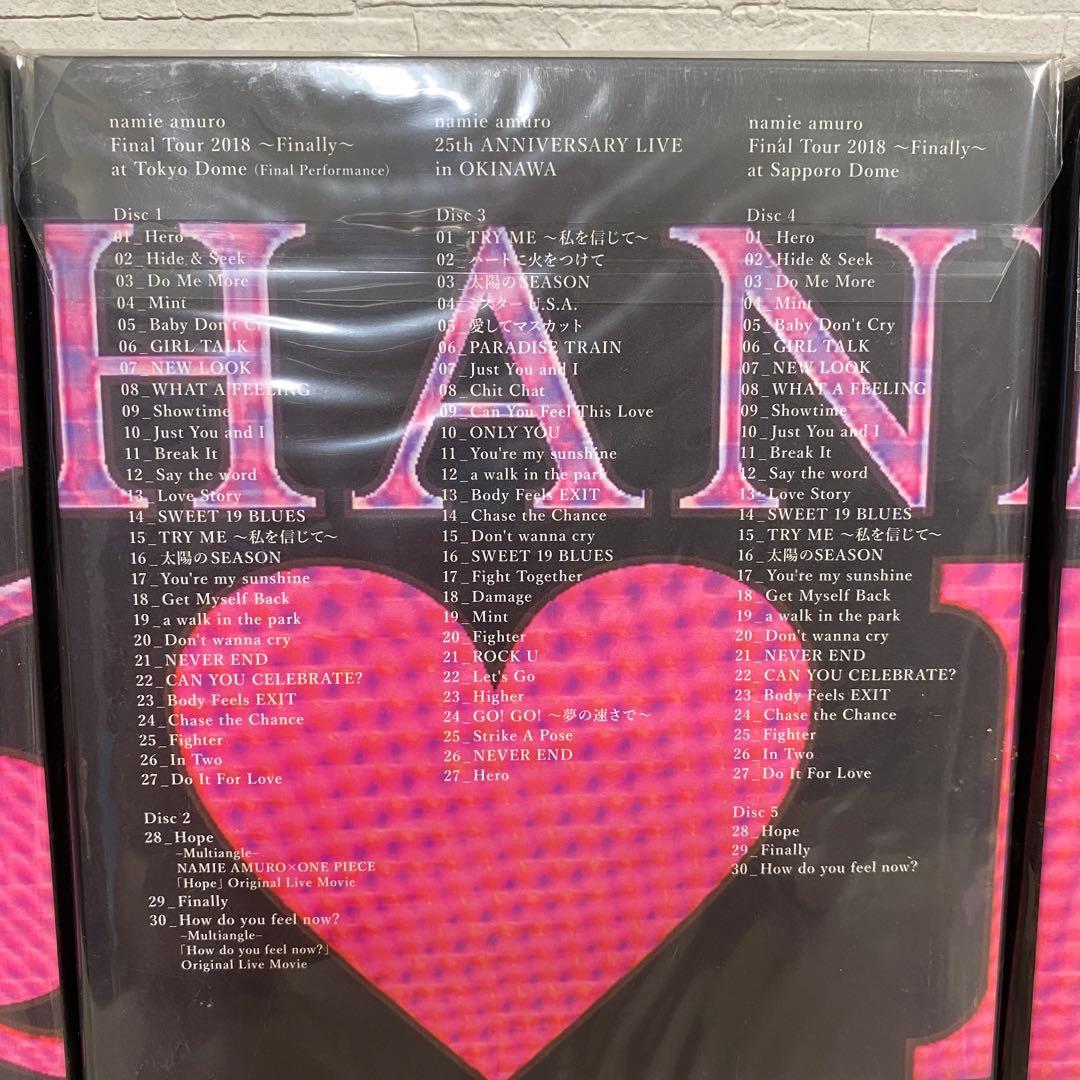 namie amuro
Final Tour 2018 ～Finally～
at Tokyo Dome (Final Performance)
Disc 1
01_Hero
02_Hide & Seek
03_Do Me More
04_Mint
05_Baby Don't Cry
06_GIRL TALK
07_NEW LOOK
08_WHAT A FEELING
09_Showtime
10_Just You and I
11_Break It
12_Say the word
13_Love Story
14_SWEET 19 BLUES
15_TRY ME ～私を信じて～
16_太陽のSEASON
17_You're my sunshine
18_Get Myself Back
19_a walk in the park
20_Don't wanna cry
21_NEVER END
22_CAN YOU CELEBRATE?
23_Body Feels EXIT
24_Chase the Chance
25_Fighter
26_In Two
27_Do It For Love
Disc 2
28_Hope
–Multiangle–
NAMIE AMURO×ONE PIECE
「Hope」Original Live Movie
29_Finally
30_How do you feel now?
–Multiangle–
「How do you feel now?」
Original Live Movie
namie amuro
25th ANNIVERSARY LIVE
in OKINAWA
Disc 3
01_TRY ME ～私を信じて～
02_ハートに火をつけて
03_太陽のSEASON
04_ミスター U.S.A.
05_愛してマスカット
06_PARADISE TRAIN
07_Just You and I
08_Chit Chat
09_Can You Feel This Love
10_ONLY YOU
11_You're my sunshine
12_a walk in the park
13_Body Feels EXIT
14_Chase the Chance
15_Don't wanna cry
16_SWEET 19 BLUES
17_Fight Together
18_Damage
19_Mint
20_Fighter
21_ROCK U
22_Let's Go
23_Higher
24_GO! GO! ～夢の速さで～
25_Strike A Pose
26_NEVER END
27_Hero
namie amuro
Final Tour 2018 ～Finally～
at Sapporo Dome
Disc 4
01_Hero
02_Hide & Seek
03_Do Me More
04_Mint
05_Baby Don't Cry
06_GIRL TALK
07_NEW LOOK
08_WHAT A FEELING
09_Showtime
10_Just You and I
11_Break It
12_Say the word
13_Love Story
14_SWEET 19 BLUES
15_TRY ME ～私を信じて～
16_太陽のSEASON
17_You're my sunshine
18_Get Myself Back
19_a walk in the park
20_Don't wanna cry
21_NEVER END
22_CAN YOU CELEBRATE?
23_Body Feels EXIT
24_Chase the Chance
25_Fighter
26_In Two
27_Do It For Love
Disc 5
28_Hope
29_Finally
30_How do you feel now?
HAN